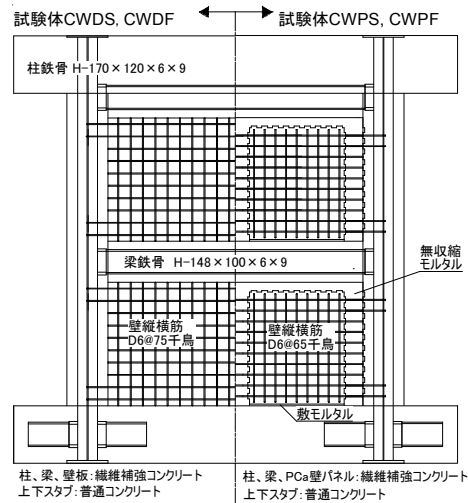 試験体CWDS, CWDF
試験体CWPS, CWPF
柱鉄骨 H-170×120×6×9
梁鉄骨 H-148×100×6×9
無収縮
モルタル
壁縦横筋
D6@75千鳥
壁縦横筋
D6@65千鳥
敷モルタル
柱、梁、壁板:繊維補強コンクリート
上下スタブ:普通コンクリート
柱、梁、PCa壁パネル:繊維補強コンクリート
上下スタブ:普通コンクリート